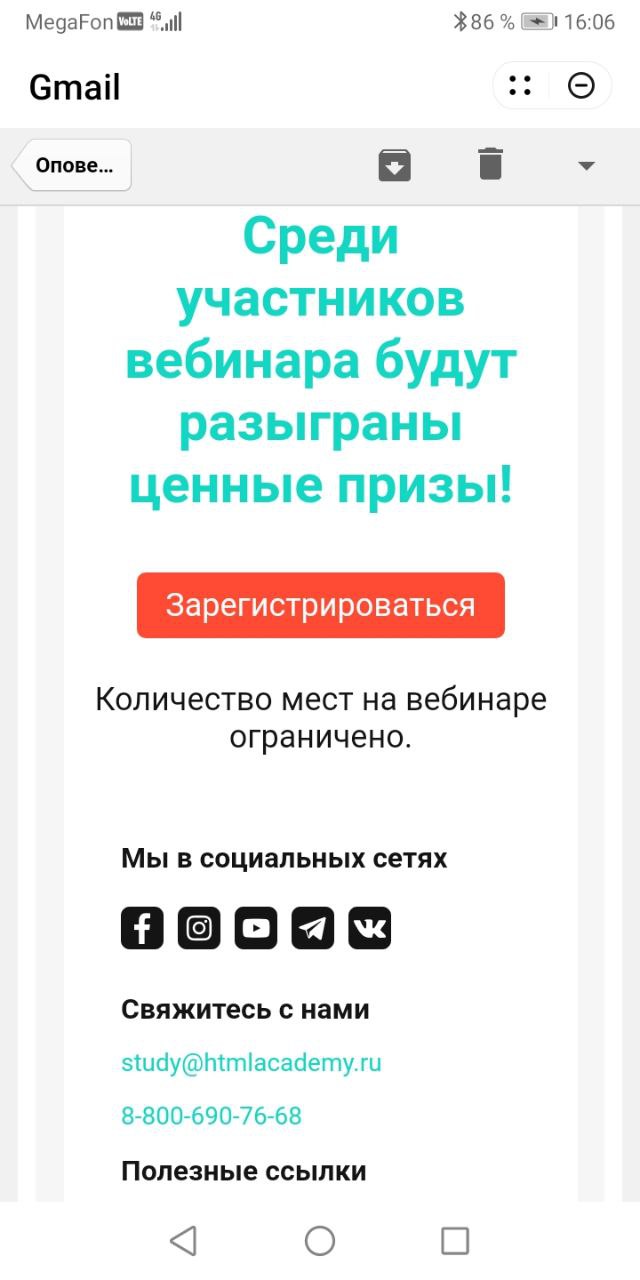 MegaFon VoLTE 4G 86 % 16:06
Gmail
Опове...
Среди
участников
вебинара будут
разыграны
ценные призы!
Зарегистрироваться
Количество мест на вебинаре
ограничено.
Мы в социальных сетях
Свяжитесь с нами
study@htmlacademy.ru
8-800-690-76-68
Полезные ссылки